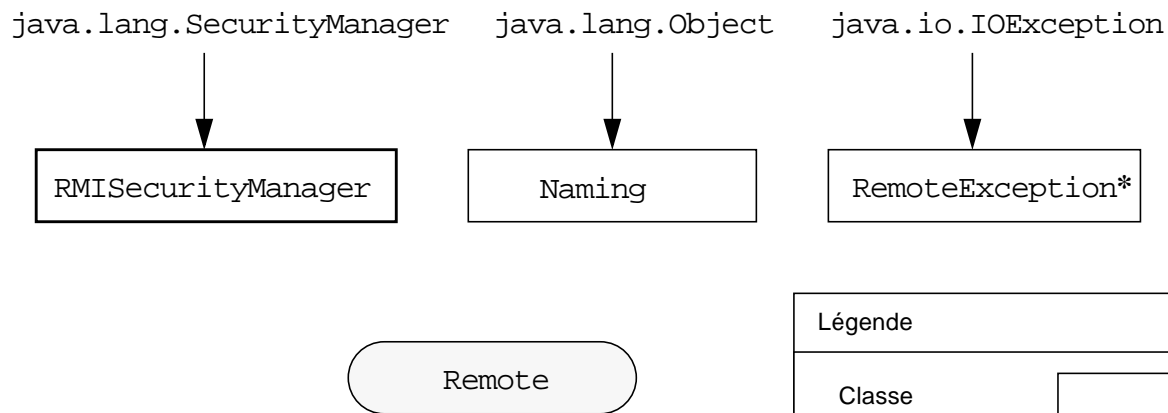 java.lang.SecurityManager java.lang.Object java.io.IOException
RMISecurityManager Naming RemoteException*
Légende
Remote
Classe